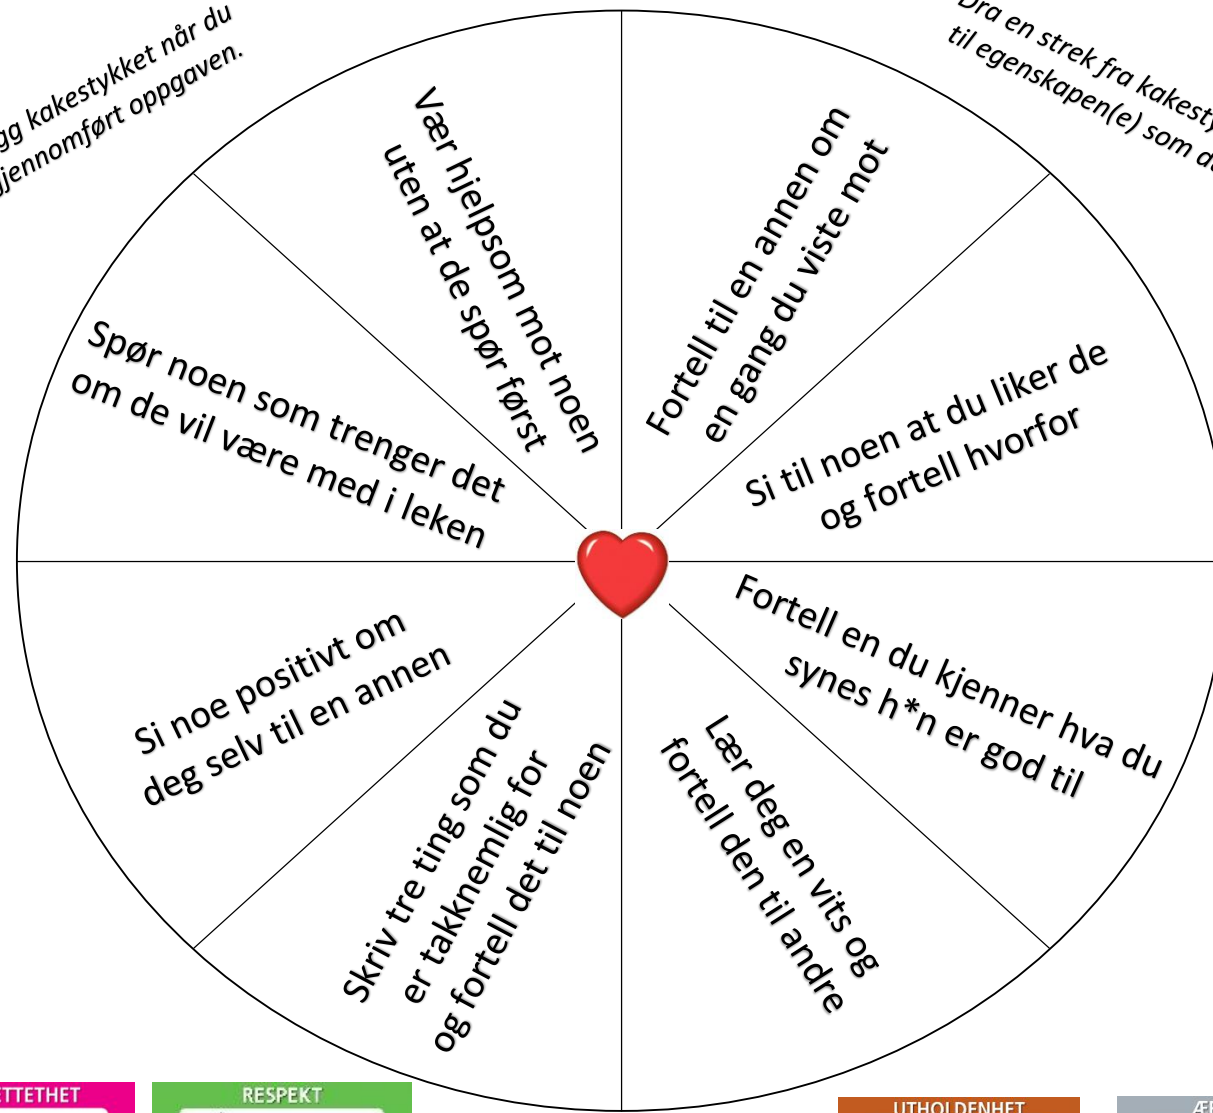 gg kakestykket når du
gjennomført oppgaven.
Dra en strek fra kakesty
til egenskapen(e) som d
Vær hjelpsom mot noen
uten at de spør først
Fortell til en annen om
en gang du viste mot
Spør noen som trenger det
om de vil være med i leken
Si til noen at du liker de
og fortell hvorfor
Si noe positivt om
deg selv til en annen
Fortell en du kjenner hva du
synes h*n er god til
Skriv tre ting som du
er takknemlig for
og fortell det til noen
Lær deg en vits og
fortell den til andre
ETTETHET
RESPEKT
UTHOLDENHET